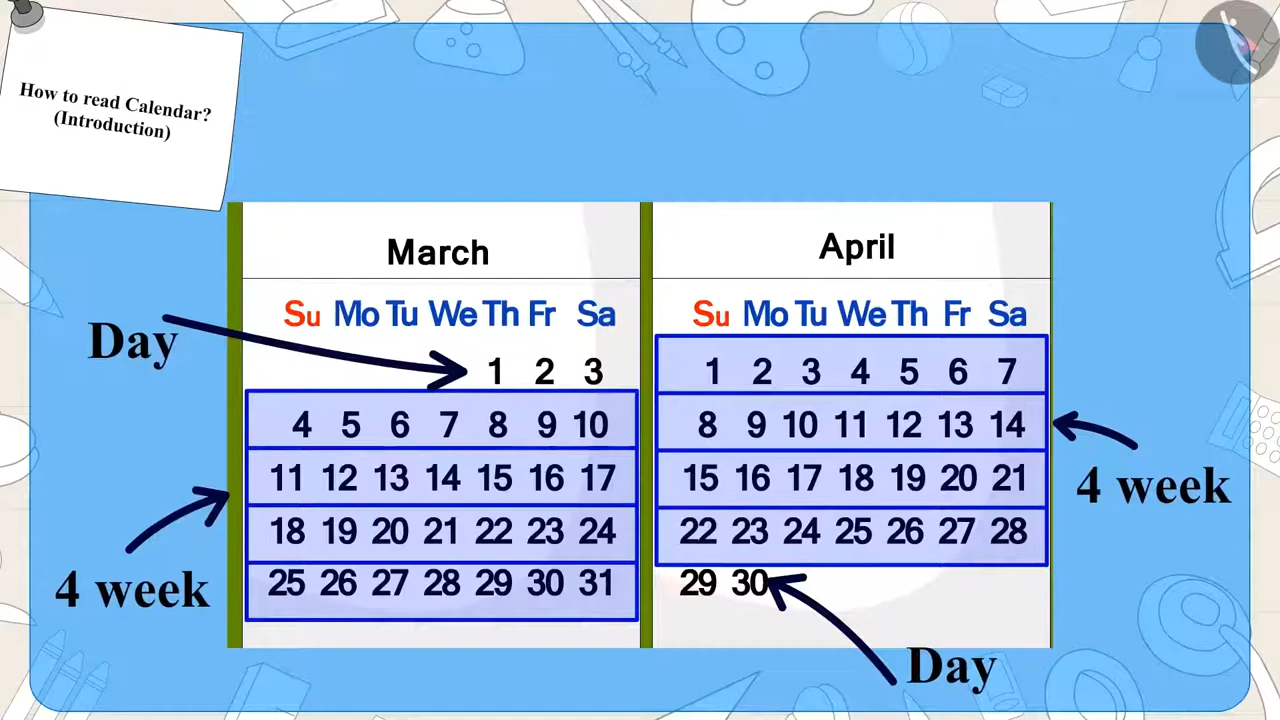 How to read Calendar?
(Introduction)
March
Su Mo Tu We Th Fr Sa
1 2 3
4 5 6 7 8 9 10
11 12 13 14 15 16 17
18 19 20 21 22 23 24
25 26 27 28 29 30 31
April
Su Mo Tu We Th Fr Sa
1 2 3 4 5 6 7
8 9 10 11 12 13 14
15 16 17 18 19 20 21
22 23 24 25 26 27 28
29 30
Day
4 week
4 week
Day